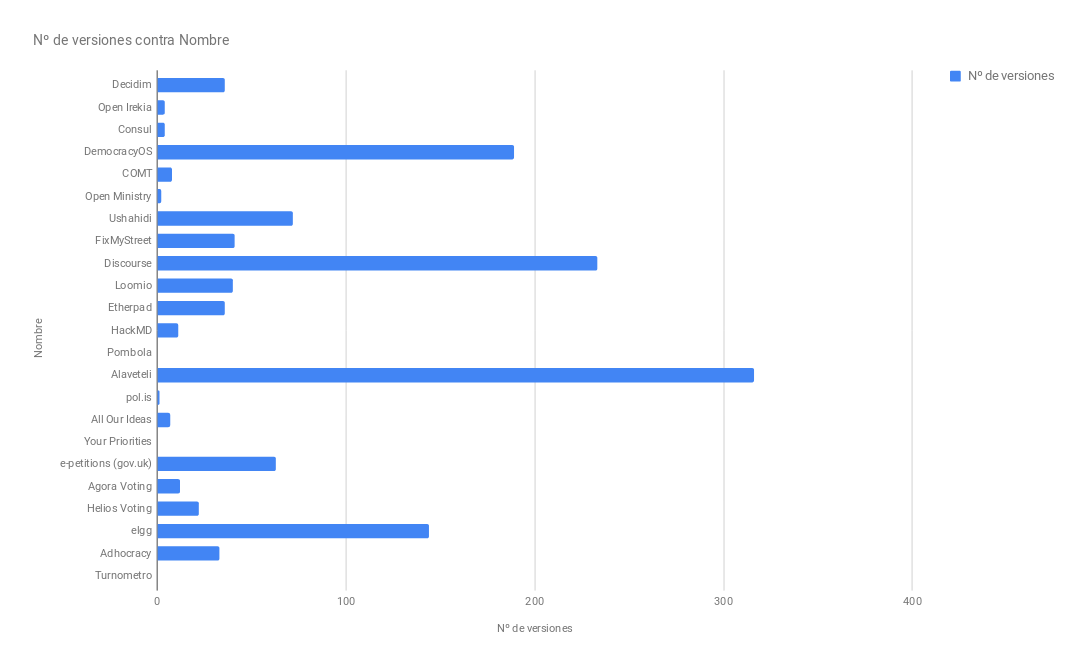 Nº de versiones contra Nombre
Nº de versiones
Decidim
Open Irekia
Consul
DemocracyOS
COMT
Open Ministry
Ushahidi
FixMyStreet
Discourse
Loomio
Etherpad
HackMD
Pombola
Alaveteli
pol.is
All Our Ideas
Your Priorities
e-petitions (gov.uk)
Agora Voting
Helios Voting
elgg
Adhocracy
Turnometro
Nombre
0 100 200 300 400
Nº de versiones